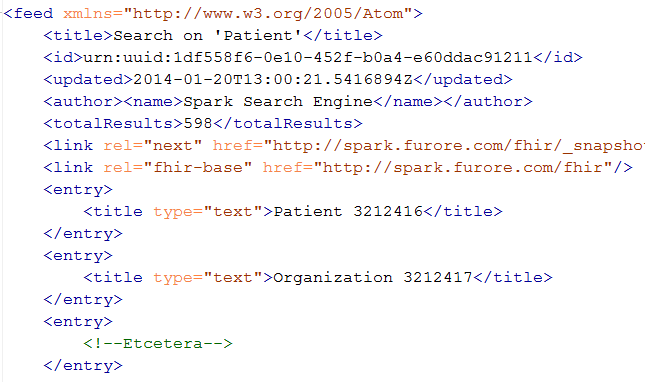 <feed xmlns="http://www.w3.org/2005/Atom">
<title>Search on 'Patient'</title>
<id>urn:uuid:1df558f6-0e10-452f-b0a4-e60ddac91211</id>
<updated>2014-01-20T13:00:21.5416894Z</updated>
<author><name>Spark Search Engine</name></author>
<totalResults>598</totalResults>
<link rel="next" href="http://spark.furore.com/fhir/_snapsho
<link rel="fhir-base" href="http://spark.furore.com/fhir"/>
<entry>
<title type="text">Patient 3212416</title>
</entry>
<entry>
<title type="text">Organization 3212417</title>
</entry>
<entry>
<!--Etcetera-->
</entry>